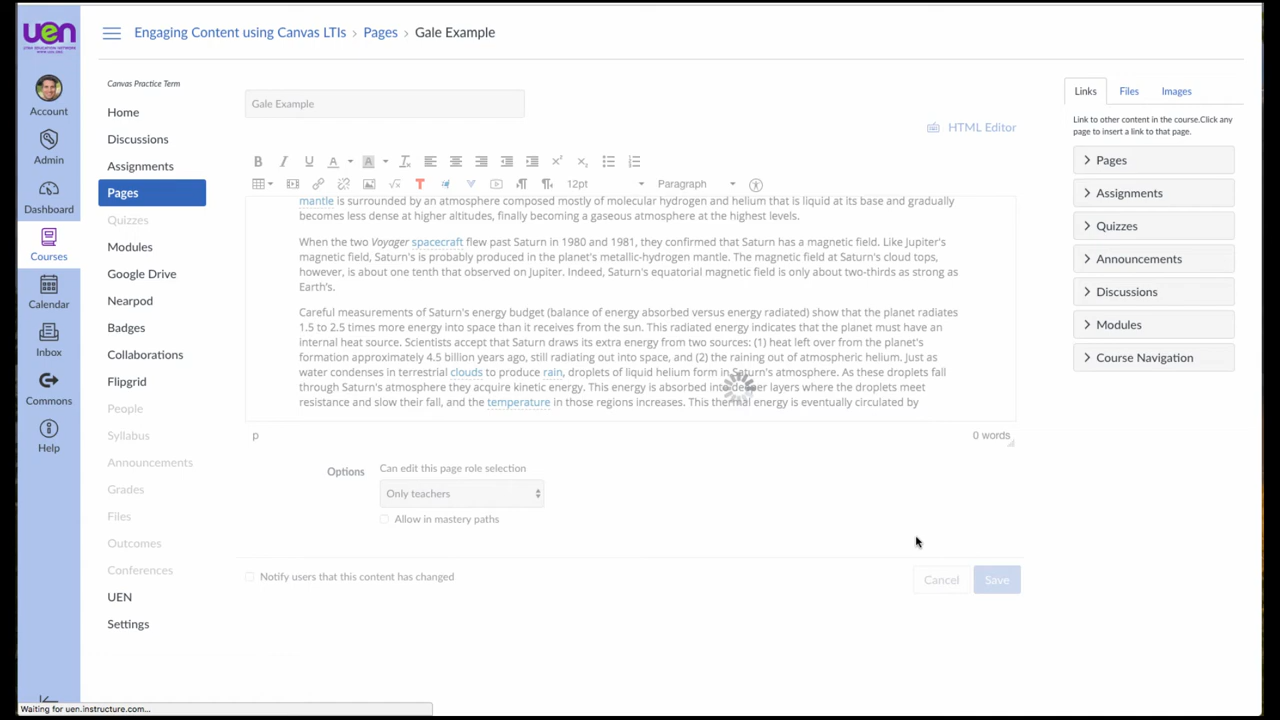 uen
UTAH EDUCATION NETWORK
www.uen.org
Account
Admin
Dashboard
Courses
Calendar
Inbox
Commons
Help
Engaging Content using Canvas LTIs › Pages › Gale Example
Canvas Practice Term
Home
Discussions
Assignments
Pages
Quizzes
Modules
Google Drive
Nearpod
Badges
Collaborations
Flipgrid
People
Syllabus
Announcements
Grades
Files
Outcomes
Conferences
UEN
Settings
Gale Example
HTML Editor
B I U A A
12pt Paragraph
mantle is surrounded by an atmosphere composed mostly of molecular hydrogen and helium that is liquid at its base and gradually
becomes less dense at higher altitudes, finally becoming a gaseous atmosphere at the highest levels.
When the two Voyager spacecraft flew past Saturn in 1980 and 1981, they confirmed that Saturn has a magnetic field. Like Jupiter's
magnetic field, Saturn's is probably produced in the planet's metallic-hydrogen mantle. The magnetic field at Saturn's cloud tops,
however, is about one tenth that observed on Jupiter. Indeed, Saturn's equatorial magnetic field is only about two-thirds as strong as
Earth's.
Careful measurements of Saturn's energy budget (balance of energy absorbed versus energy radiated) show that the planet radiates
1.5 to 2.5 times more energy into space than it receives from the sun. This radiated energy indicates that the planet must have an
internal heat source. Scientists accept that Saturn draws its extra energy from two sources: (1) heat left over from the planet's
formation approximately 4.5 billion years ago, still radiating out into space, and (2) the raining out of atmospheric helium. Just as
water condenses in terrestrial clouds to produce rain, droplets of liquid helium form in Saturn's atmosphere. As these droplets fall
through Saturn's atmosphere they acquire kinetic energy. This energy is absorbed into deeper layers where the droplets meet
resistance and slow their fall, and the temperature in those regions increases. This thermal energy is eventually circulated by
p
0 words
Options
Can edit this page role selection
Only teachers
Allow in mastery paths
Notify users that this content has changed
Cancel
Save
Links Files Images
Link to other content in the course.Click any
page to insert a link to that page.
Pages
Assignments
Quizzes
Announcements
Discussions
Modules
Course Navigation
Waiting for uen.instructure.com...